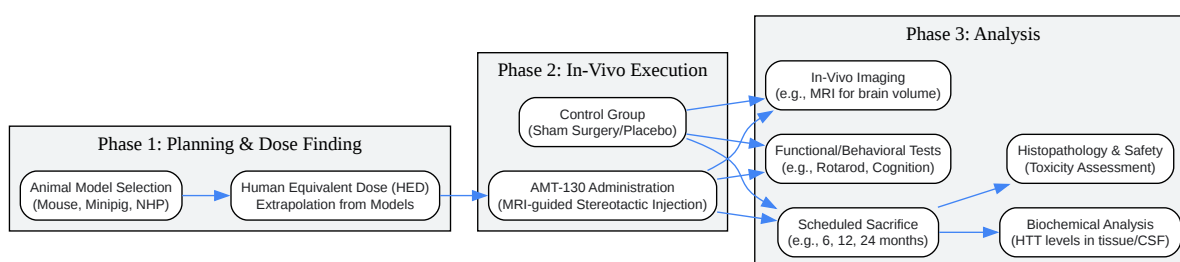 Phase 1: Planning & Dose Finding
Animal Model Selection
(Mouse, Minipig, NHP)
Human Equivalent Dose (HED)
Extrapolation from Models
Phase 2: In-Vivo Execution
Control Group
(Sham Surgery/Placebo)
AMT-130 Administration
(MRI-guided Stereotactic Injection)
Phase 3: Analysis
In-Vivo Imaging
(e.g., MRI for brain volume)
Functional/Behavioral Tests
(e.g., Rotarod, Cognition)
Scheduled Sacrifice
(e.g., 6, 12, 24 months)
Histopathology & Safety
(Toxicity Assessment)
Biochemical Analysis
(HTT levels in tissue/CSF)